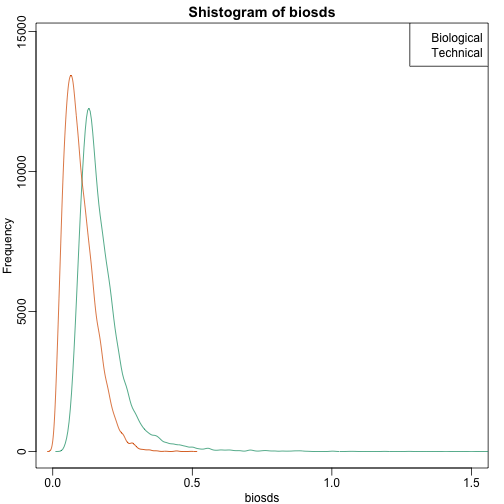 Shistogram of biosds
Biological
Technical
Frequency
15000
10000
5000
0
0.0 0.5 1.0 1.5
biosds